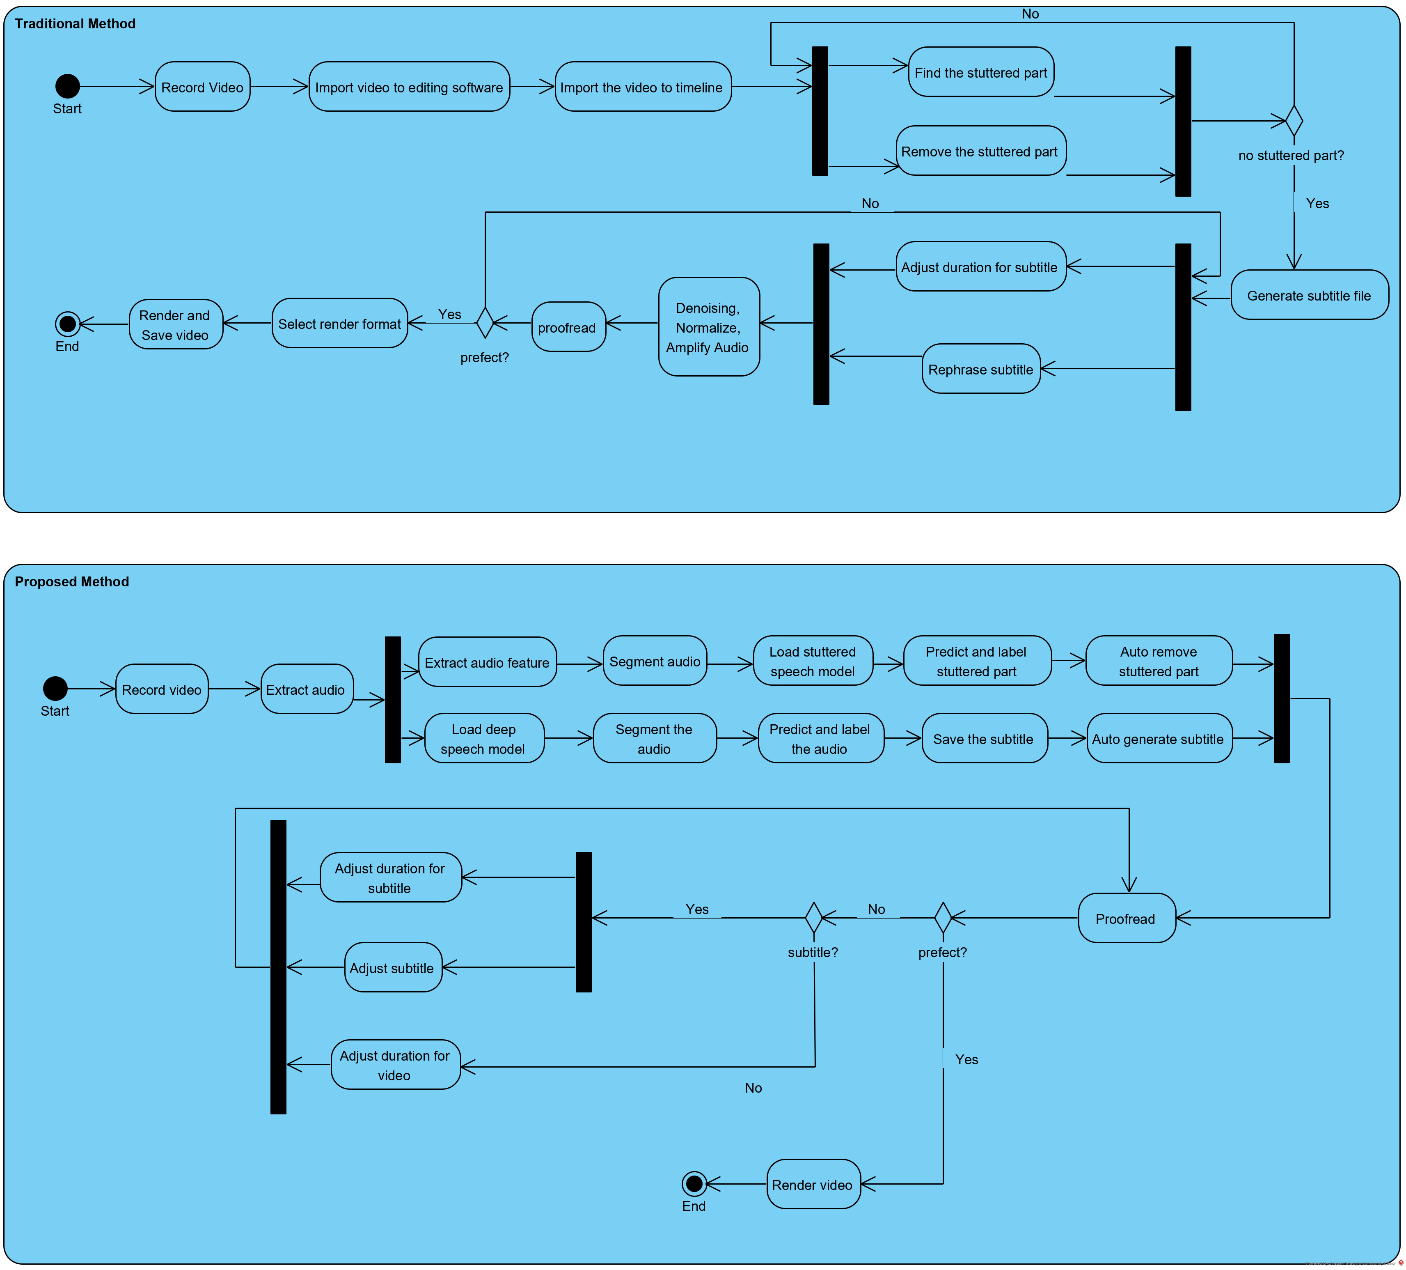 Traditional Method
No
Start
Record Video
Import video to editing software
Import the video to timeline
Find the stuttered part
Remove the stuttered part
no stuttered part?
Yes
No
Generate subtitle file
Adjust duration for subtitle
Rephrase subtitle
Denoising,
Normalize,
Amplify Audio
proofread
prefect?
Yes
Select render format
Render and
Save video
End
Proposed Method
Start
Record video
Extract audio
Extract audio feature
Segment audio
Load stuttered
speech model
Predict and label
stuttered part
Auto remove
stuttered part
Load deep
speech model
Segment the
audio
Predict and label
the audio
Save the subtitle
Auto generate subtitle
Proofread
prefect?
No
subtitle?
Yes
Adjust duration for
subtitle
Adjust subtitle
Adjust duration for
video
No
Yes
Render video
End